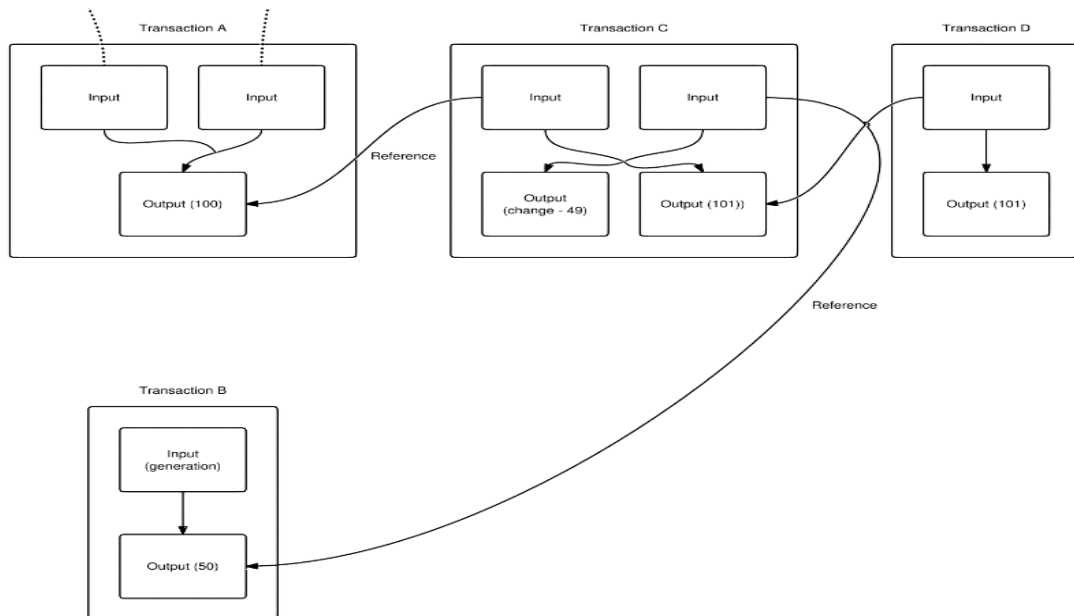 Transaction A
Transaction C
Transaction D
Input
Input
Input
Input
Input
Reference
Output (100)
Output
(change - 49)
Output (101))
Output (101)
Reference
Transaction B
Input
(generation)
Output (50)